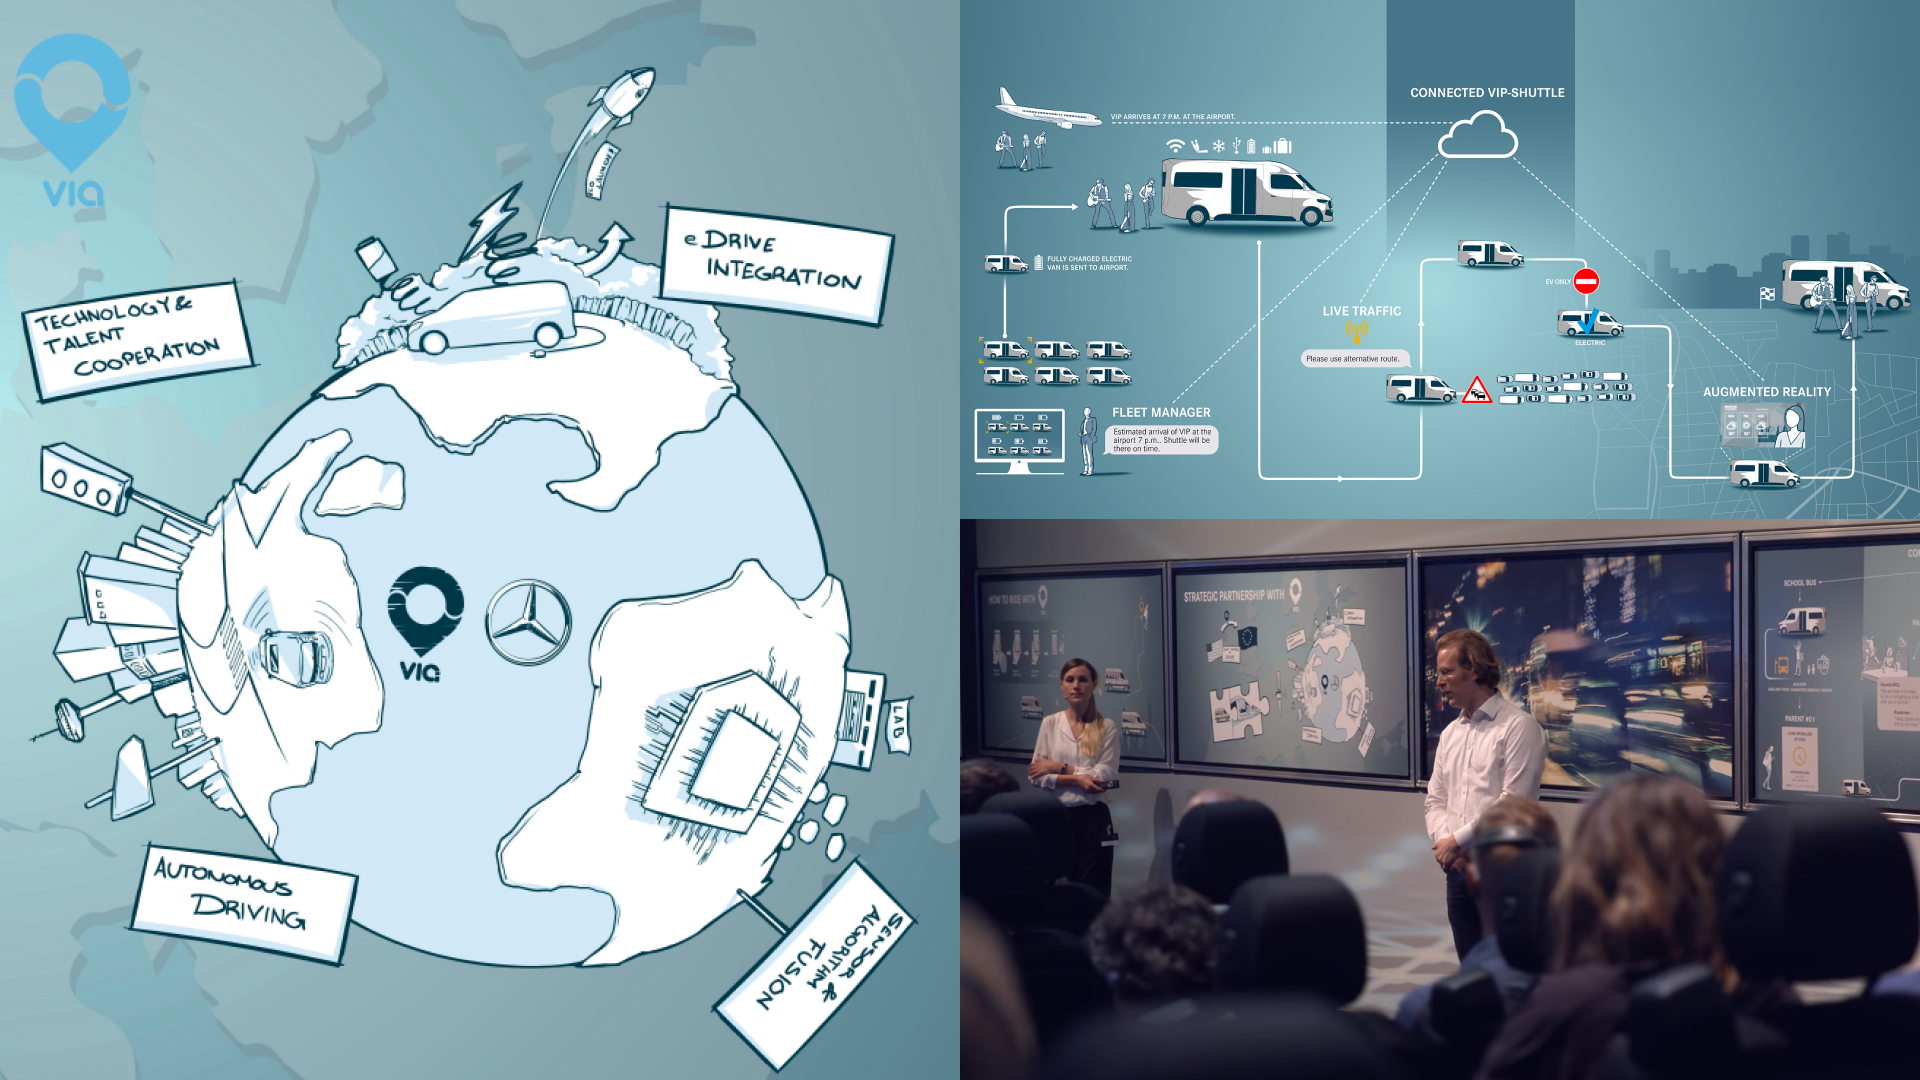 VIA
TECHNOLOGY &
TALENT
COOPERATION
e DRIVE
INTEGRATION
VIA
LAB
AUTONOMOUS
DRIVING
SENSOR
ALGORITHM &
FUSION
CONNECTED VIP-SHUTTLE
VIP ARRIVES AT 7 P.M. AT THE AIRPORT.
FULLY CHARGED ELECTRIC
VAN IS SENT TO AIRPORT.
LIVE TRAFFIC
Please use alternative route.
EV ONLY
ELECTRIC
FLEET MANAGER
Estimated arrival of VIP at the
airport 7 p.m.. Shuttle will be
there on time.
AUGMENTED REALITY
HOW TO RIDE WITH
VIA
STRATEGIC PARTNERSHIP WITH
SCHOOL BUS
PARENT #01